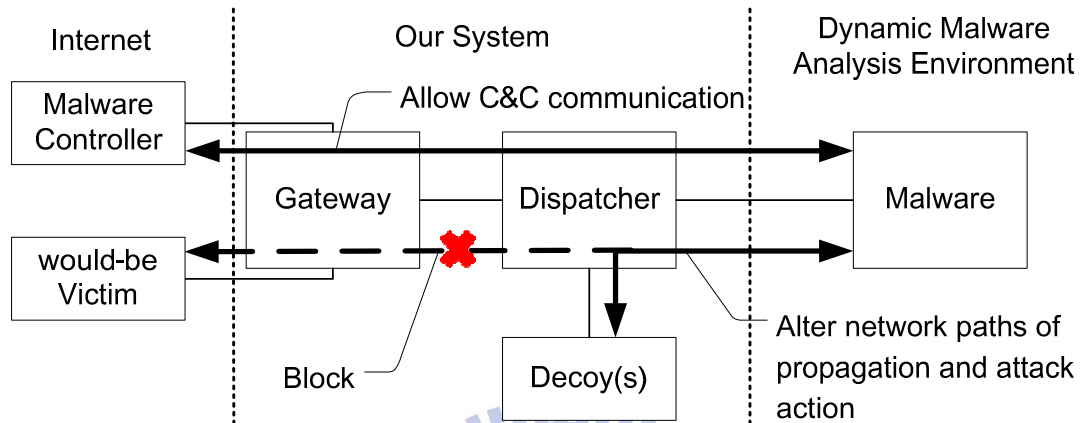 Internet
Our System
Dynamic Malware
Analysis Environment
Malware
Controller
Allow C&C communication
Gateway
Dispatcher
Malware
would-be
Victim
Block
Decoy(s)
Alter network paths of
propagation and attack
action